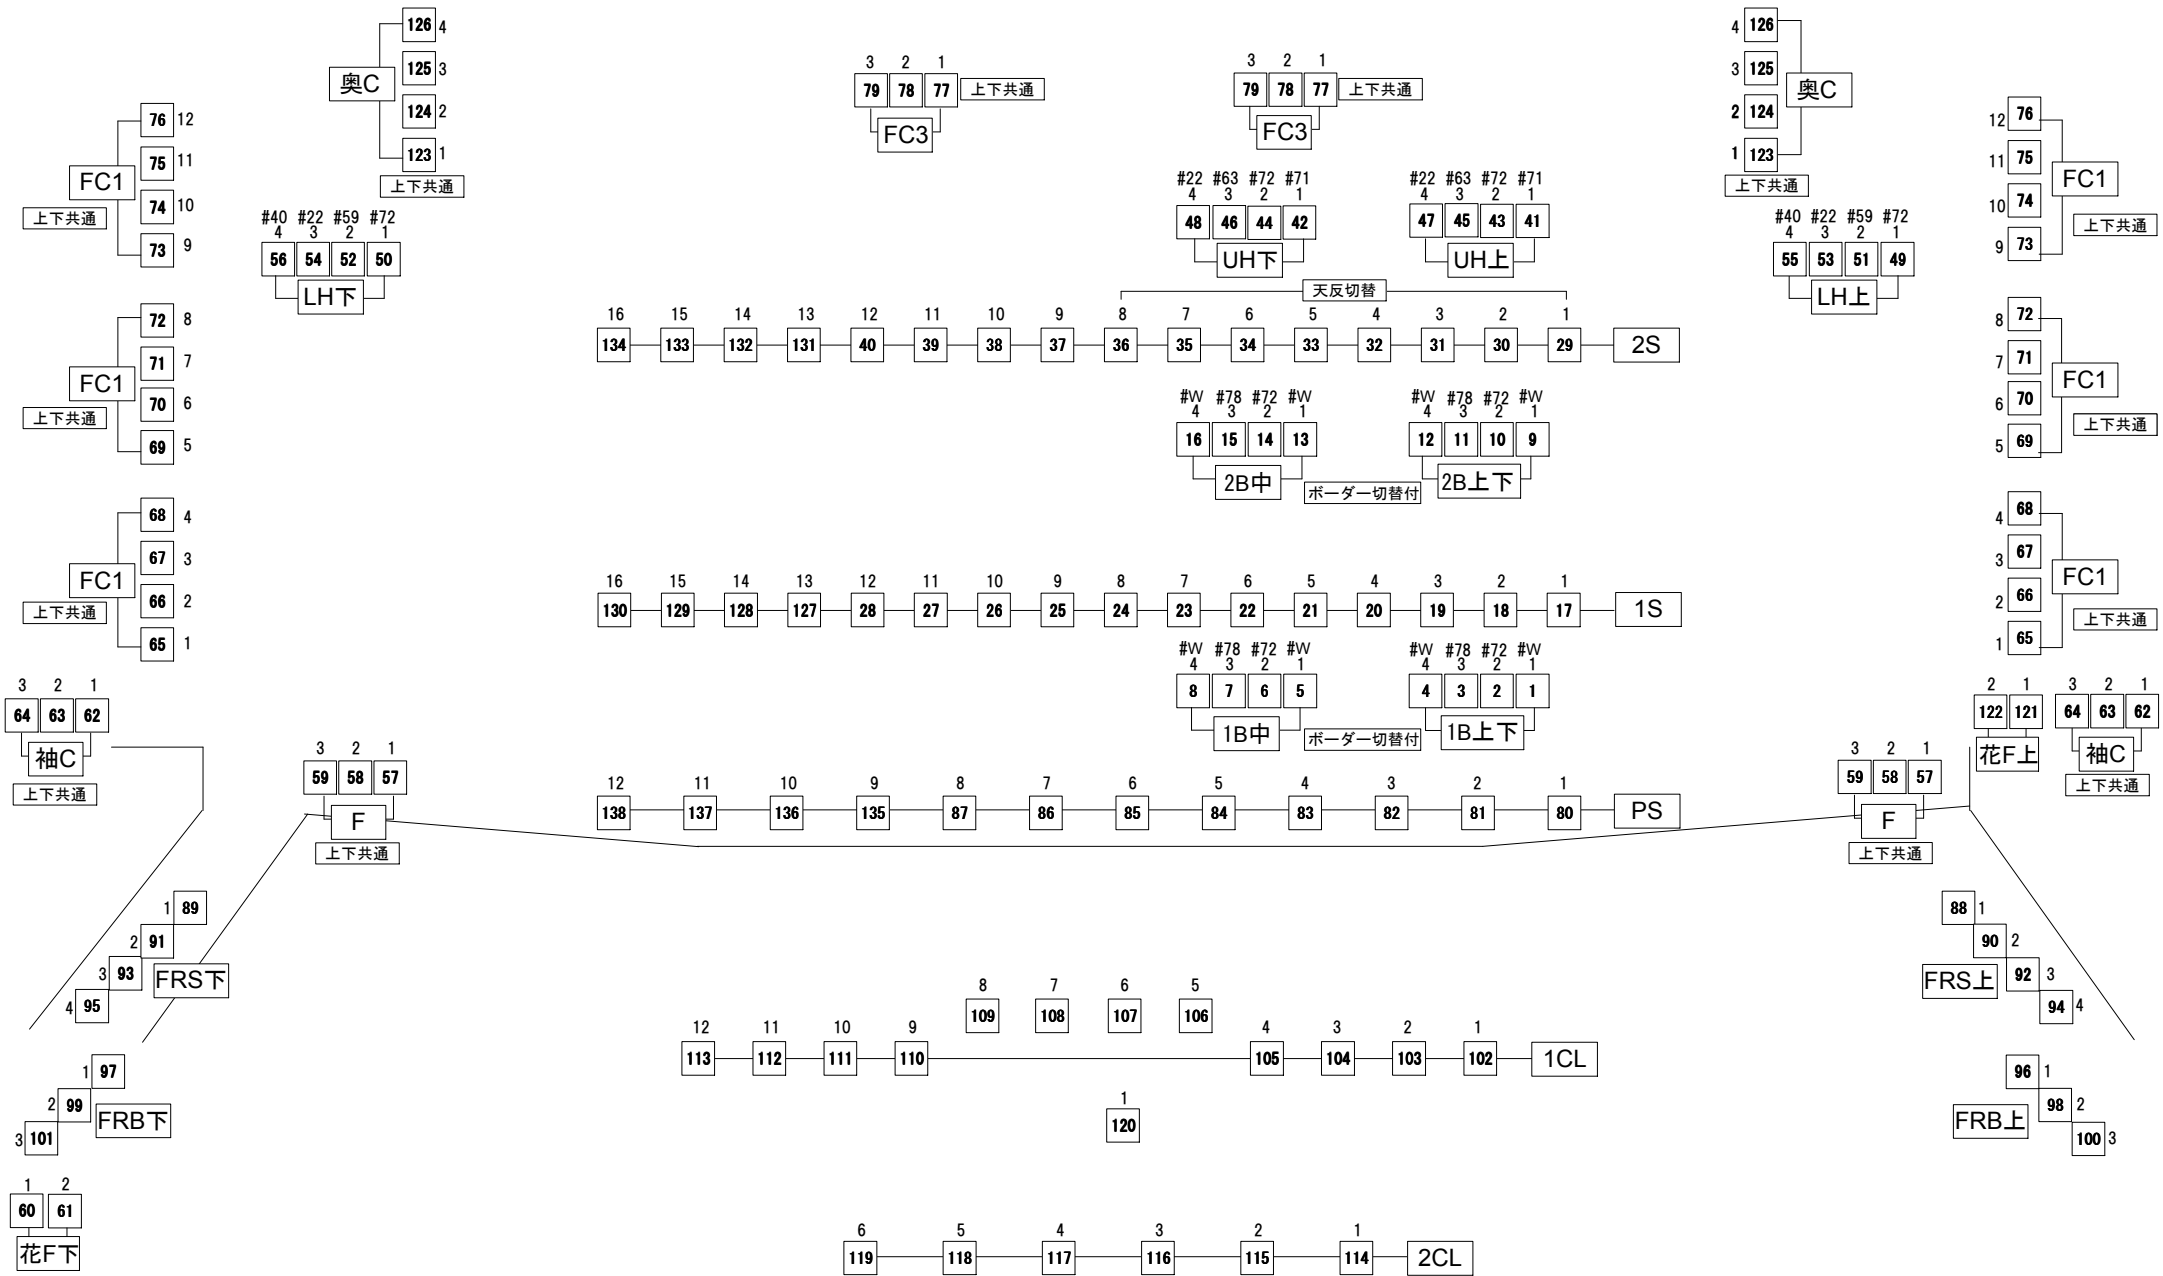 126 4
125 3
奥C
124 2
123 1
上下共通
3 2 1
79 78 77 上下共通
FC3
3 2 1
79 78 77 上下共通
FC3
4 126
3 125
奥C
2 124
1 123
上下共通
76 12
75 11
FC1
74 10
上下共通
73 9
#40 #22 #59 #72
4 3 2 1
56 54 52 50
LH下
#22 #63 #72 #71
4 3 2 1
48 46 44 42
UH下
#22 #63 #72 #71
4 3 2 1
47 45 43 41
UH上
#40 #22 #59 #72
4 3 2 1
55 53 51 49
LH上
12 76
11 75
FC1
10 74
上下共通
9 73
天反切替
16 15 14 13 12 11 10 9 8 7 6 5 4 3 2 1
134 133 132 131 40 39 38 37 36 35 34 33 32 31 30 29 2S
72 8
71 7
FC1
70 6
上下共通
69 5
#W #78 #72 #W
4 3 2 1
16 15 14 13
2B中
ボーダー切替付
#W #78 #72 #W
4 3 2 1
12 11 10 9
2B上下
8 72
7 71
FC1
6 70
上下共通
5 69
68 4
67 3
FC1
66 2
上下共通
65 1
16 15 14 13 12 11 10 9 8 7 6 5 4 3 2 1
130 129 128 127 28 27 26 25 24 23 22 21 20 19 18 17 1S
4 68
3 67
FC1
2 66
上下共通
1 65
#W #78 #72 #W
4 3 2 1
8 7 6 5
1B中
ボーダー切替付
#W #78 #72 #W
4 3 2 1
4 3 2 1
1B上下
3 2 1
64 63 62
袖C
上下共通
3 2 1
59 58 57
F
上下共通
12 11 10 9 8 7 6 5 4 3 2 1
138 137 136 135 87 86 85 84 83 82 81 80 PS
3 2 1
59 58 57
F
上下共通
2 1
122 121
花F上
3 2 1
64 63 62
袖C
上下共通
1 89
2 91
3 93
FRS下
4 95
88 1
90 2
92 3
FRS上
94 4
8 7 6 5
109 108 107 106
12 11 10 9 4 3 2 1
113 112 111 110 105 104 103 102 1CL
1 97
2 99
FRB下
3 101
1
120
96 1
98 2
FRB上
100 3
1 2
60 61
花F下
6 5 4 3 2 1
119 118 117 116 115 114 2CL